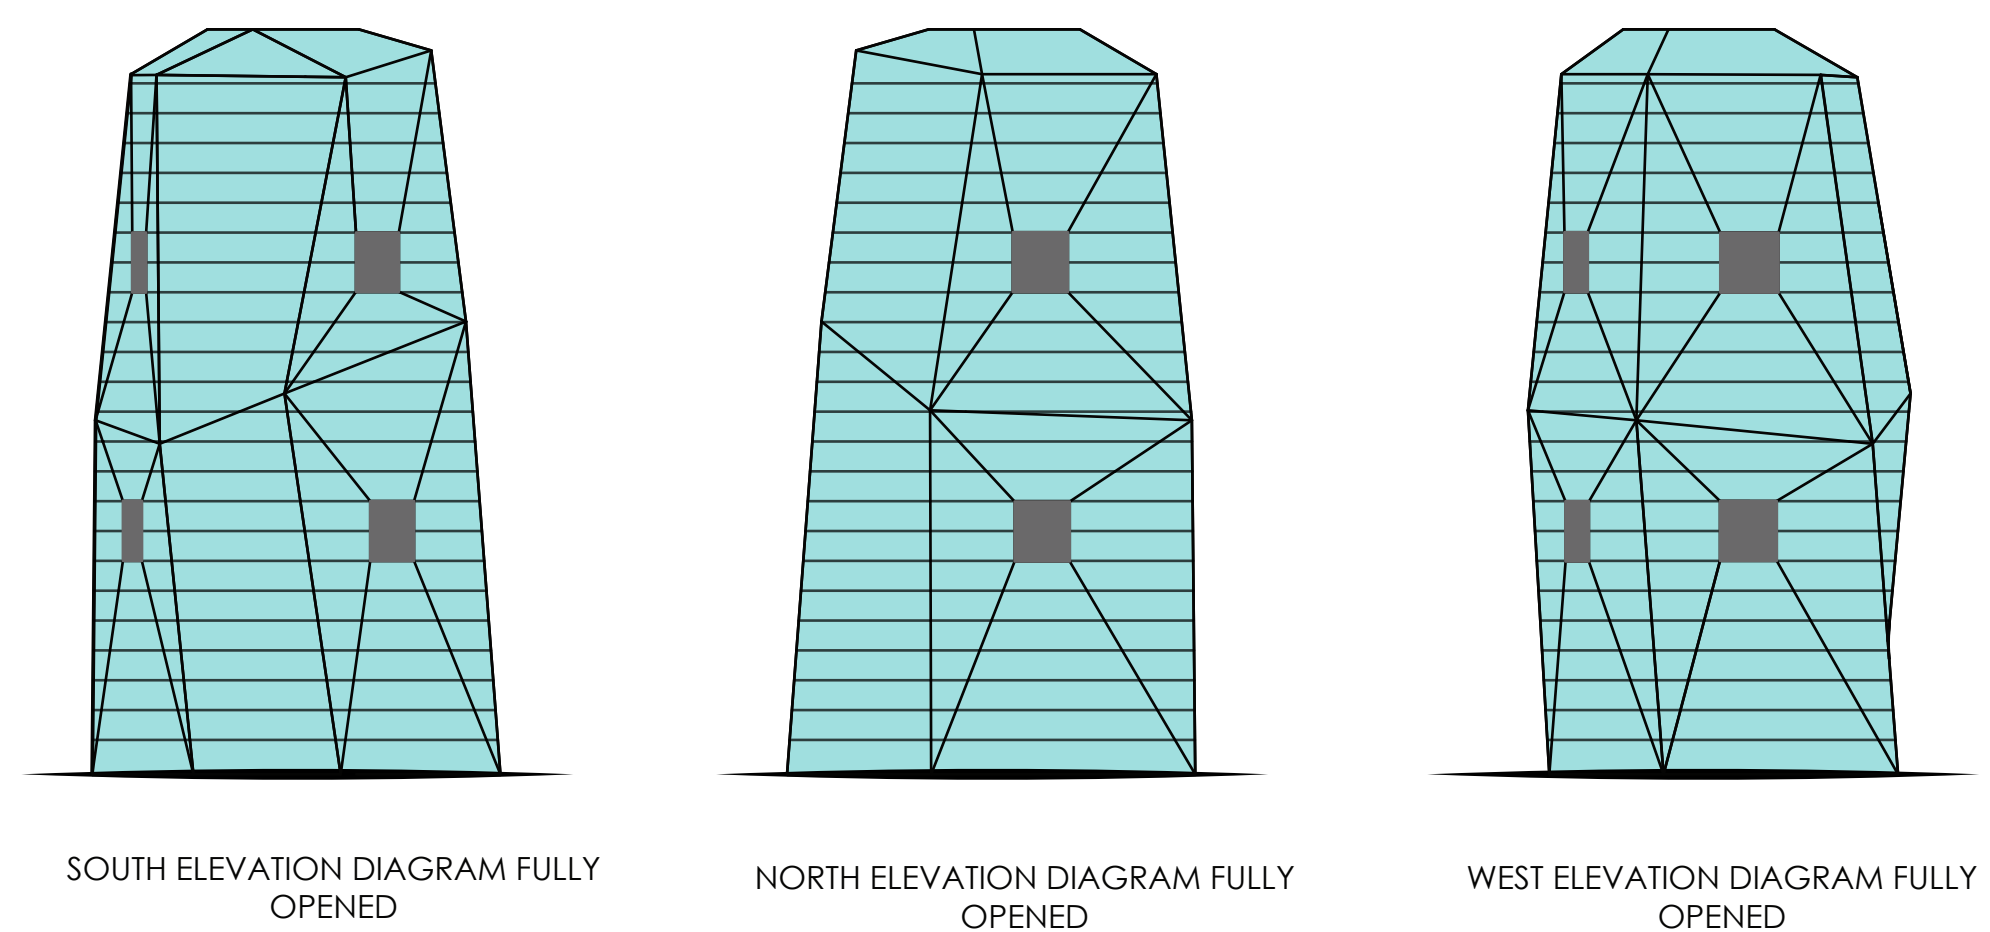 SOUTH ELEVATION DIAGRAM FULLY
OPENED
NORTH ELEVATION DIAGRAM FULLY
OPENED
WEST ELEVATION DIAGRAM FULLY
OPENED